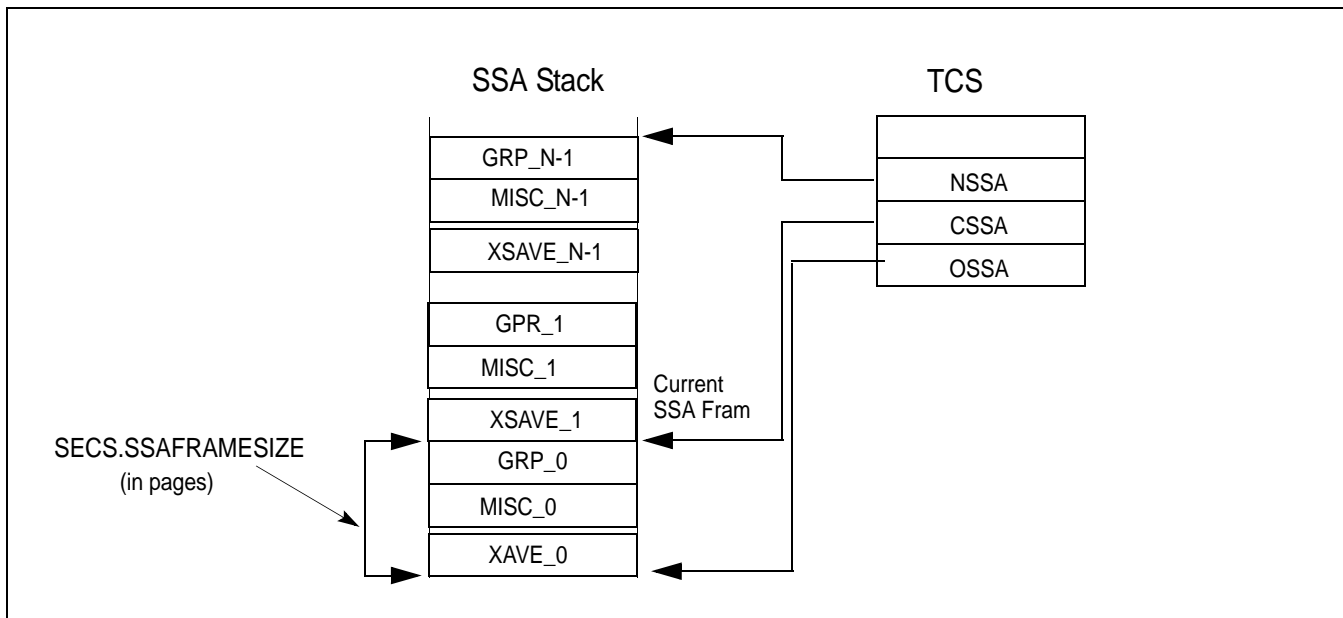 SSA Stack
TCS
GRP_N-1
MISC_N-1
XSAVE_N-1
GPR_1
MISC_1
XSAVE_1
GRP_0
MISC_0
XAVE_0
NSSA
CSSA
OSSA
Current
SSA Fram
SECS.SSAFRAMESIZE
(in pages)